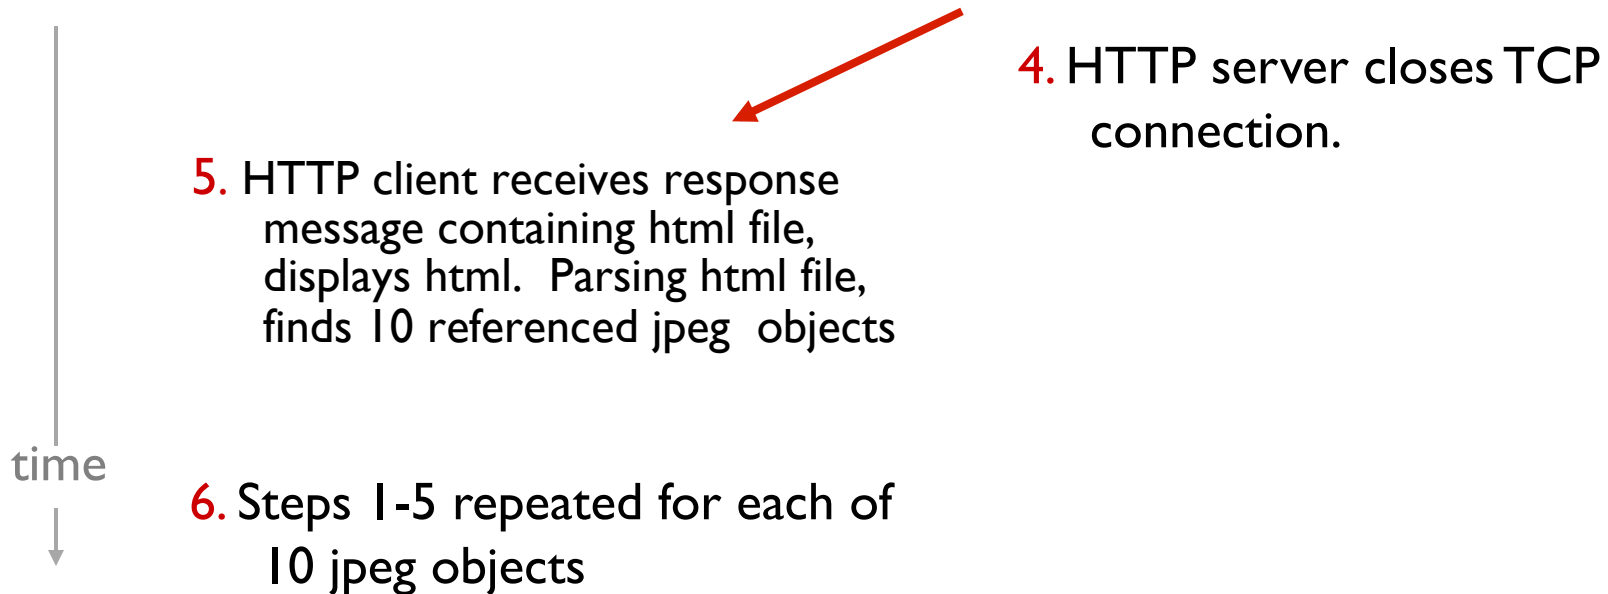 4. HTTP server closes TCP
connection.
5. HTTP client receives response
message containing html file,
displays html. Parsing html file,
finds 10 referenced jpeg objects
time
6. Steps 1-5 repeated for each of
10 jpeg objects